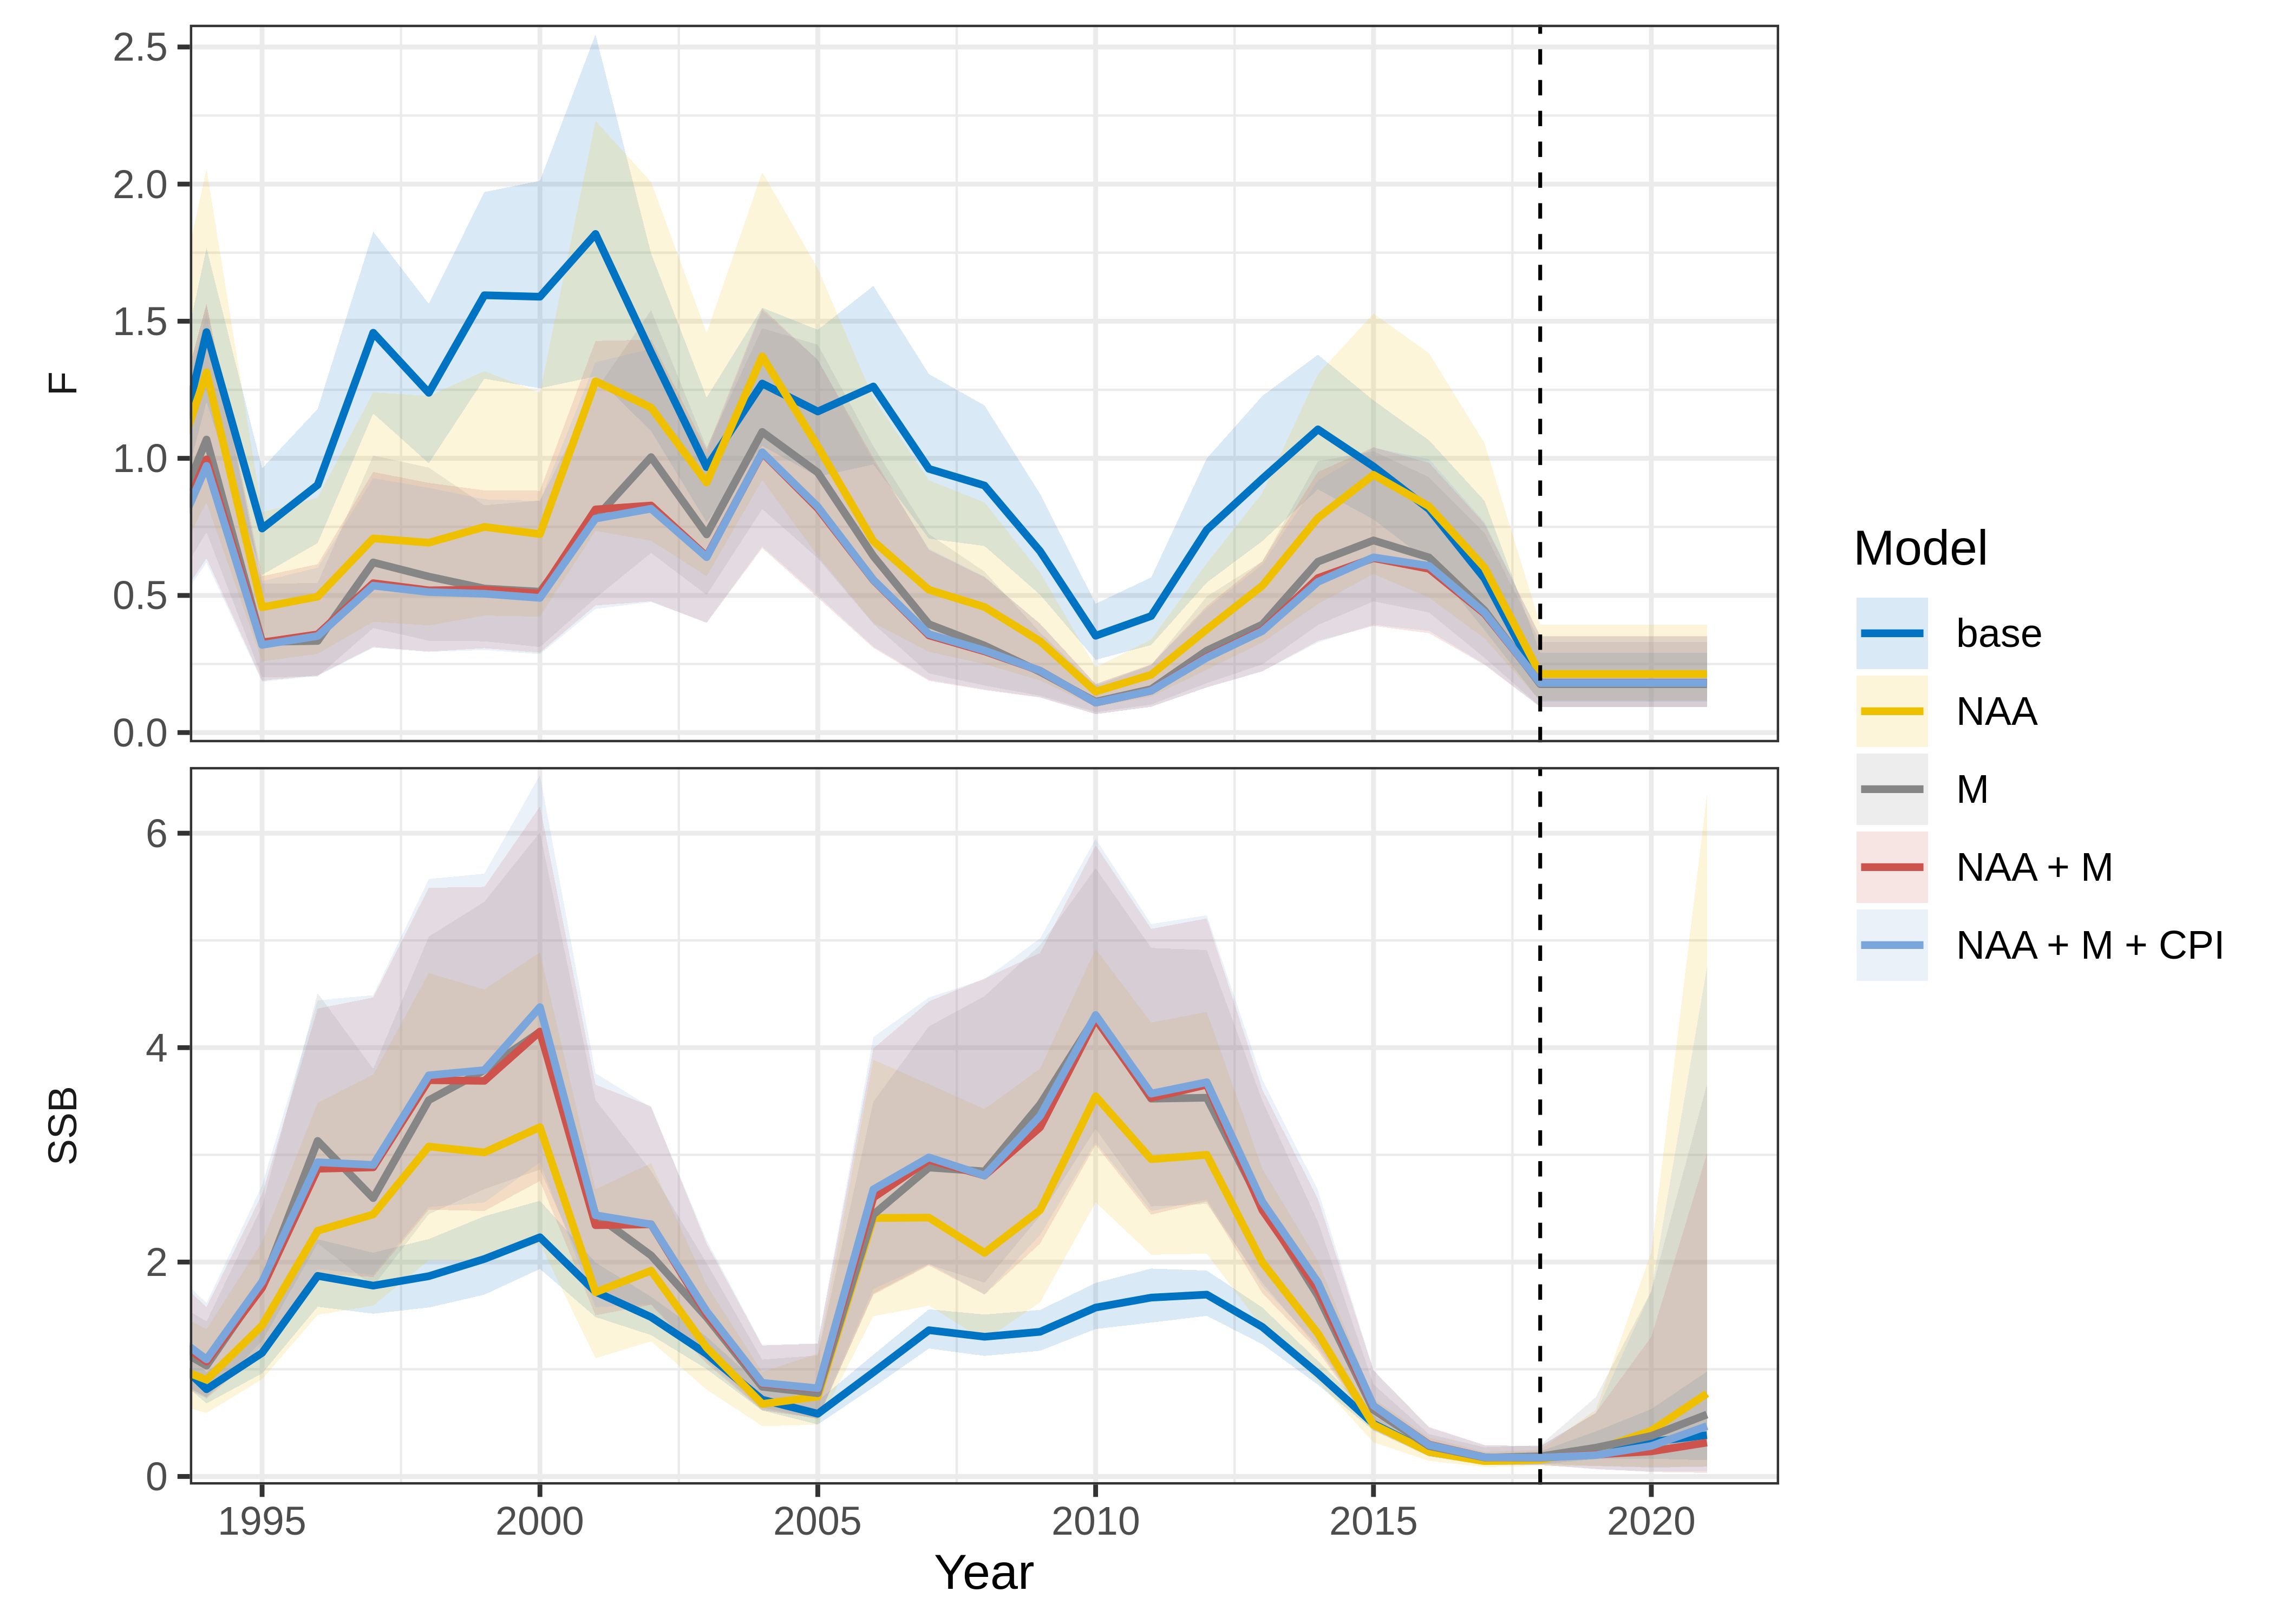 2.5
2.0
1.5
1.0
0.5
0.0
F
6
4
2
0
SSB
1995 2000 2005 2010 2015 2020
Year
Model
base
NAA
M
NAA + M
NAA + M + CPI